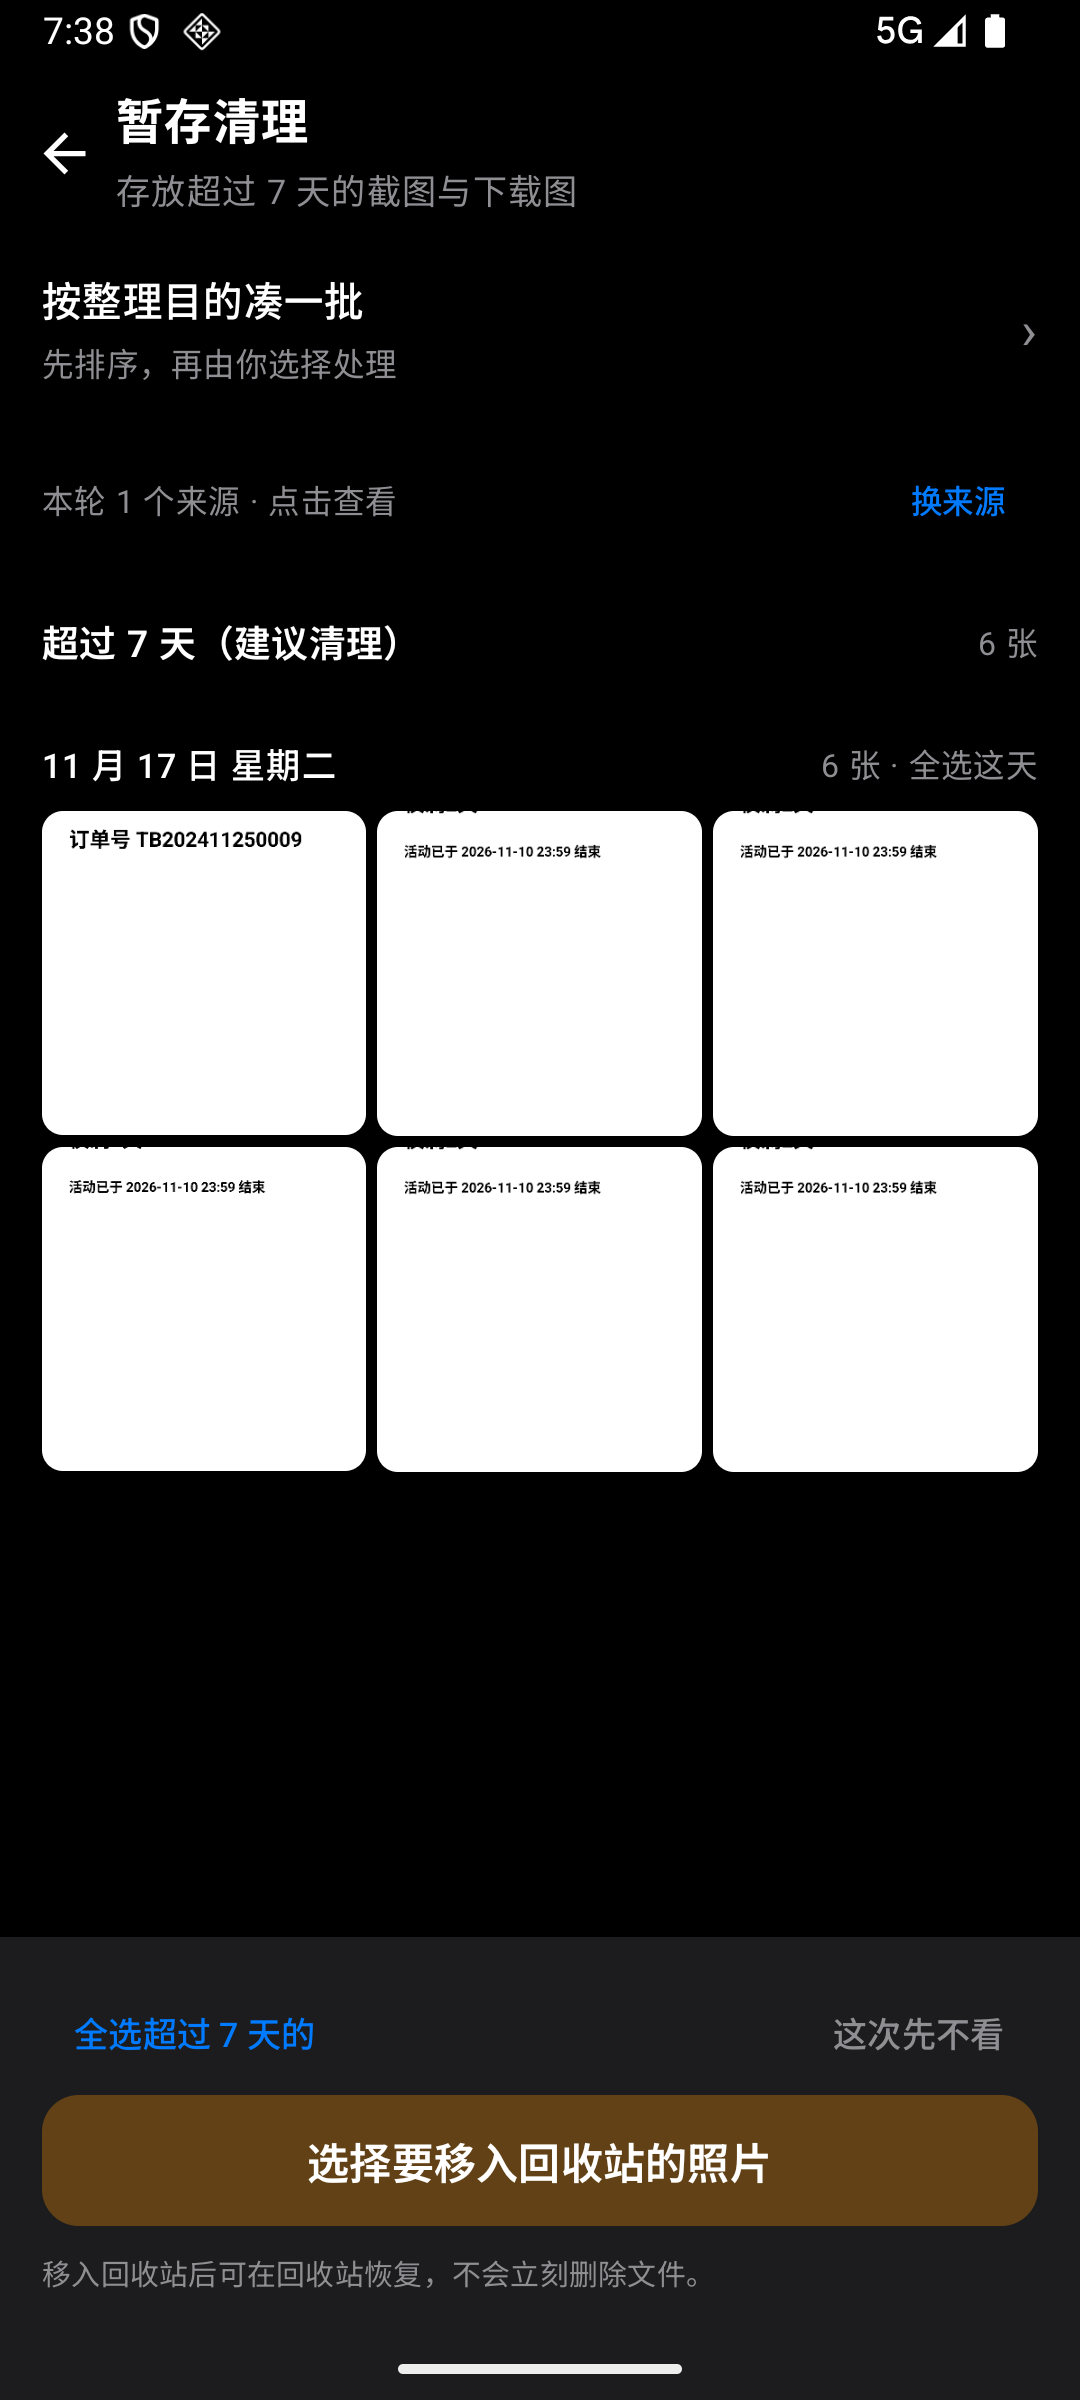 7:38
5G
暂存清理
存放超过 7 天的截图与下载图
按整理目的凑一批
先排序，再由你选择处理
本轮 1 个来源 · 点击查看
换来源
超过 7 天（建议清理）
6 张
11 月 17 日 星期二
6 张 · 全选这天
订单号 TB202411250009
活动已于 2026-11-10 23:59 结束
活动已于 2026-11-10 23:59 结束
活动已于 2026-11-10 23:59 结束
活动已于 2026-11-10 23:59 结束
活动已于 2026-11-10 23:59 结束
全选超过 7 天的
这次先不看
选择要移入回收站的照片
移入回收站后可在回收站恢复，不会立刻删除文件。